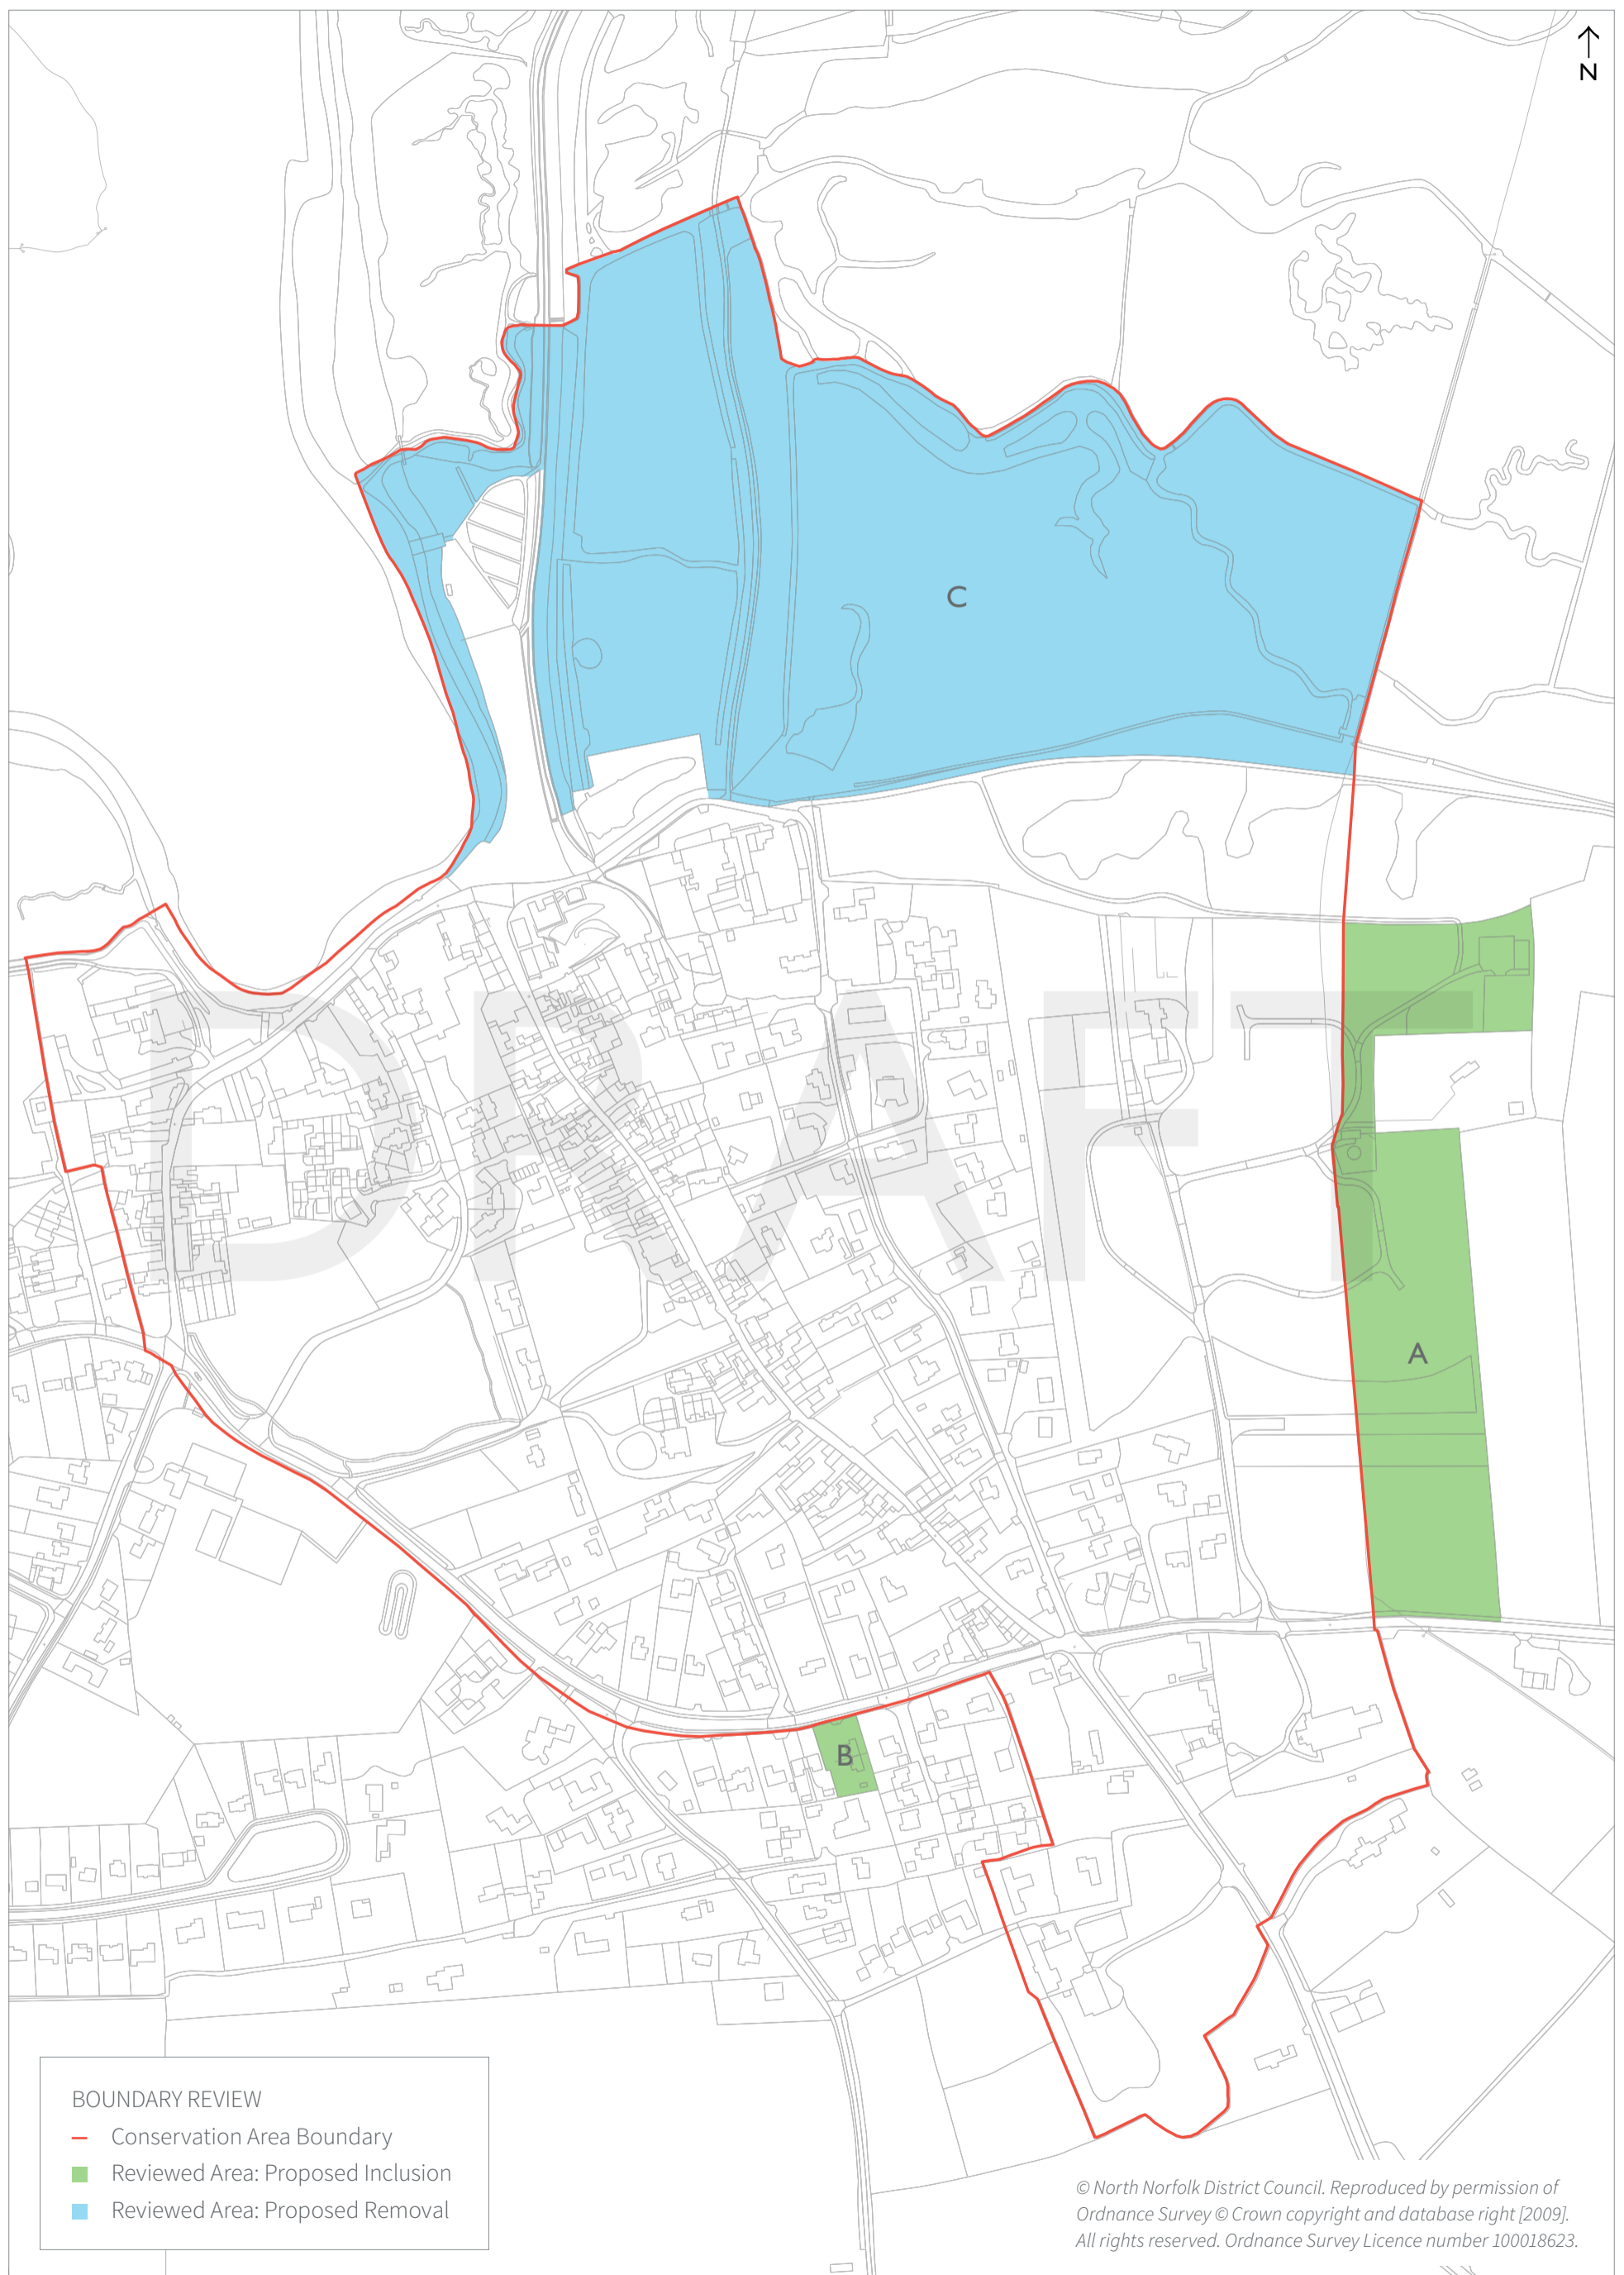 N
C
DRAFT
A
B
BOUNDARY REVIEW
Conservation Area Boundary
Reviewed Area: Proposed Inclusion
Reviewed Area: Proposed Removal
© North Norfolk District Council. Reproduced by permission of
Ordnance Survey © Crown copyright and database right [2009].
All rights reserved. Ordnance Survey Licence number 100018623.